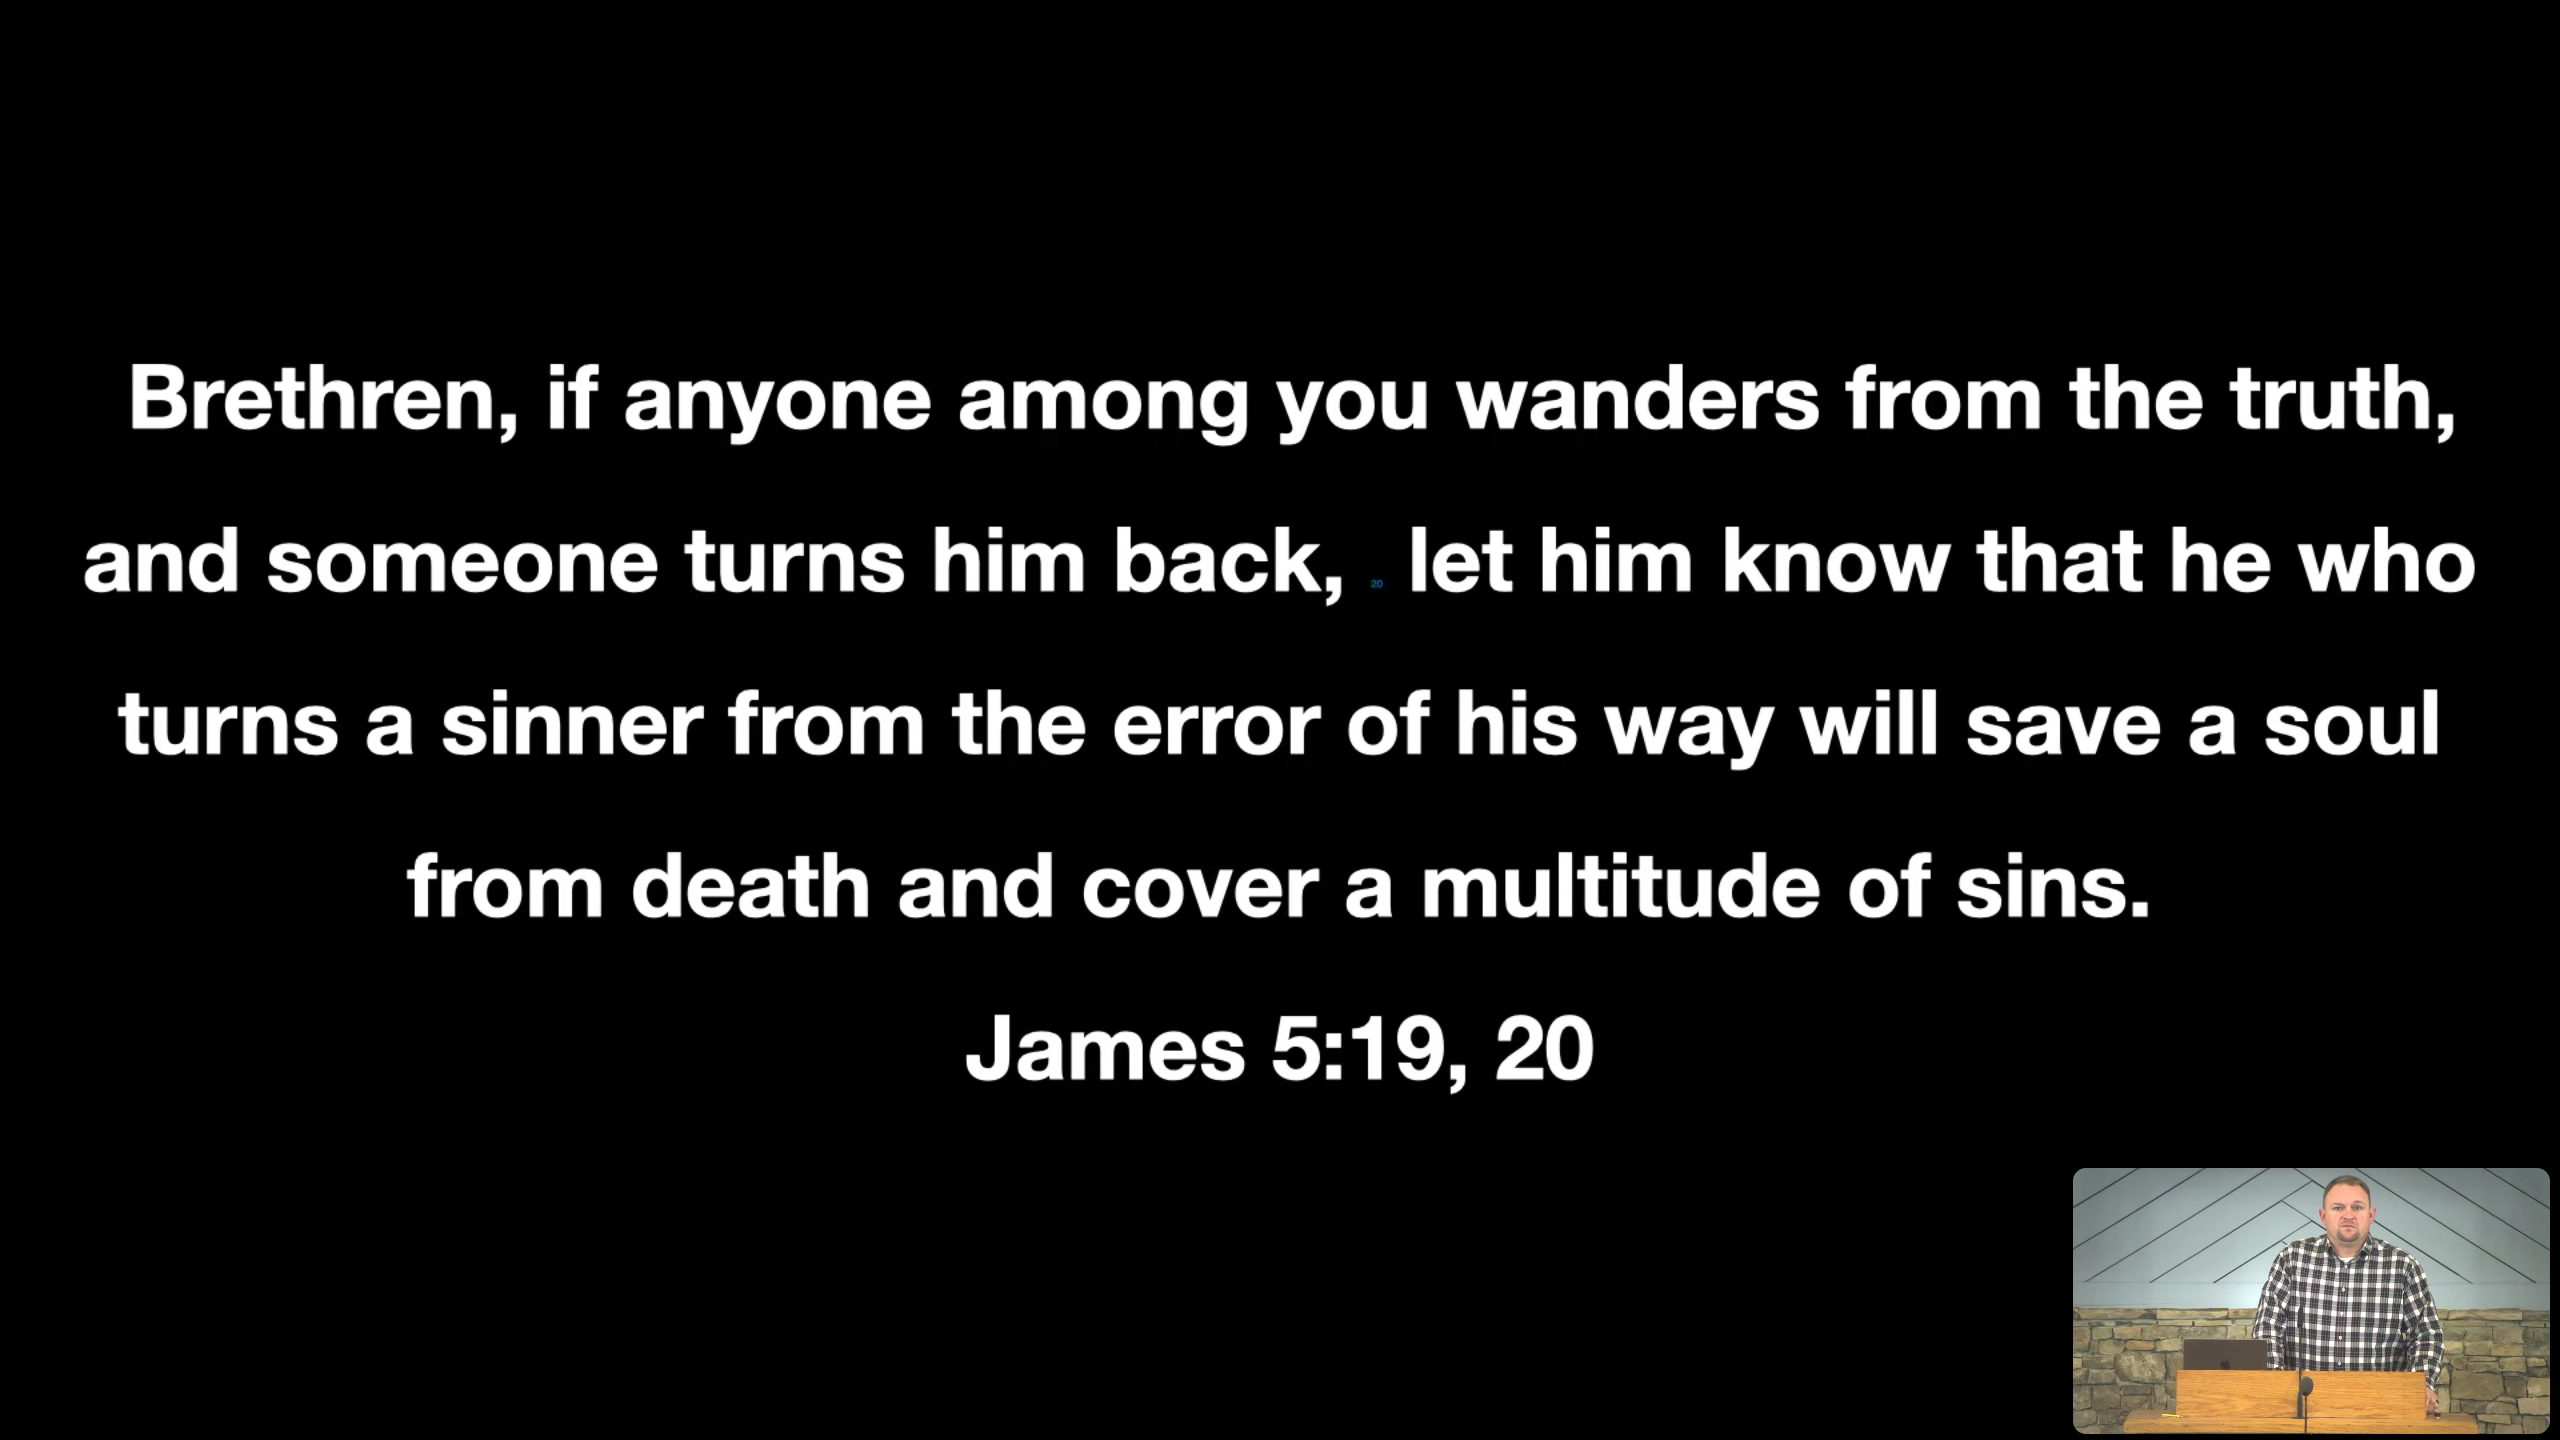 Brethren, if anyone among you wanders from the truth,
and someone turns him back, 20 let him know that he who
turns a sinner from the error of his way will save a soul
from death and cover a multitude of sins.
James 5:19, 20